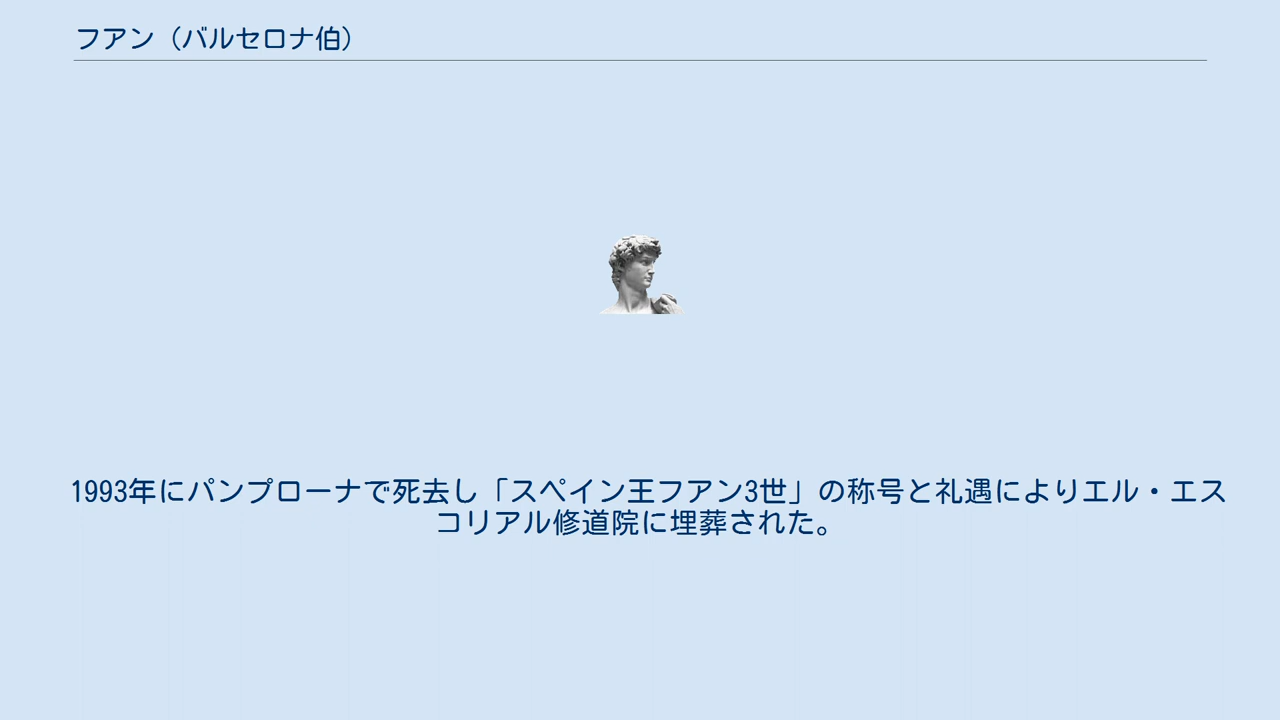 フアン（バルセロナ伯）
1993年にパンプローナで死去し「スペイン王フアン3世」の称号と礼遇によりエル・エス
コリアル修道院に埋葬された。